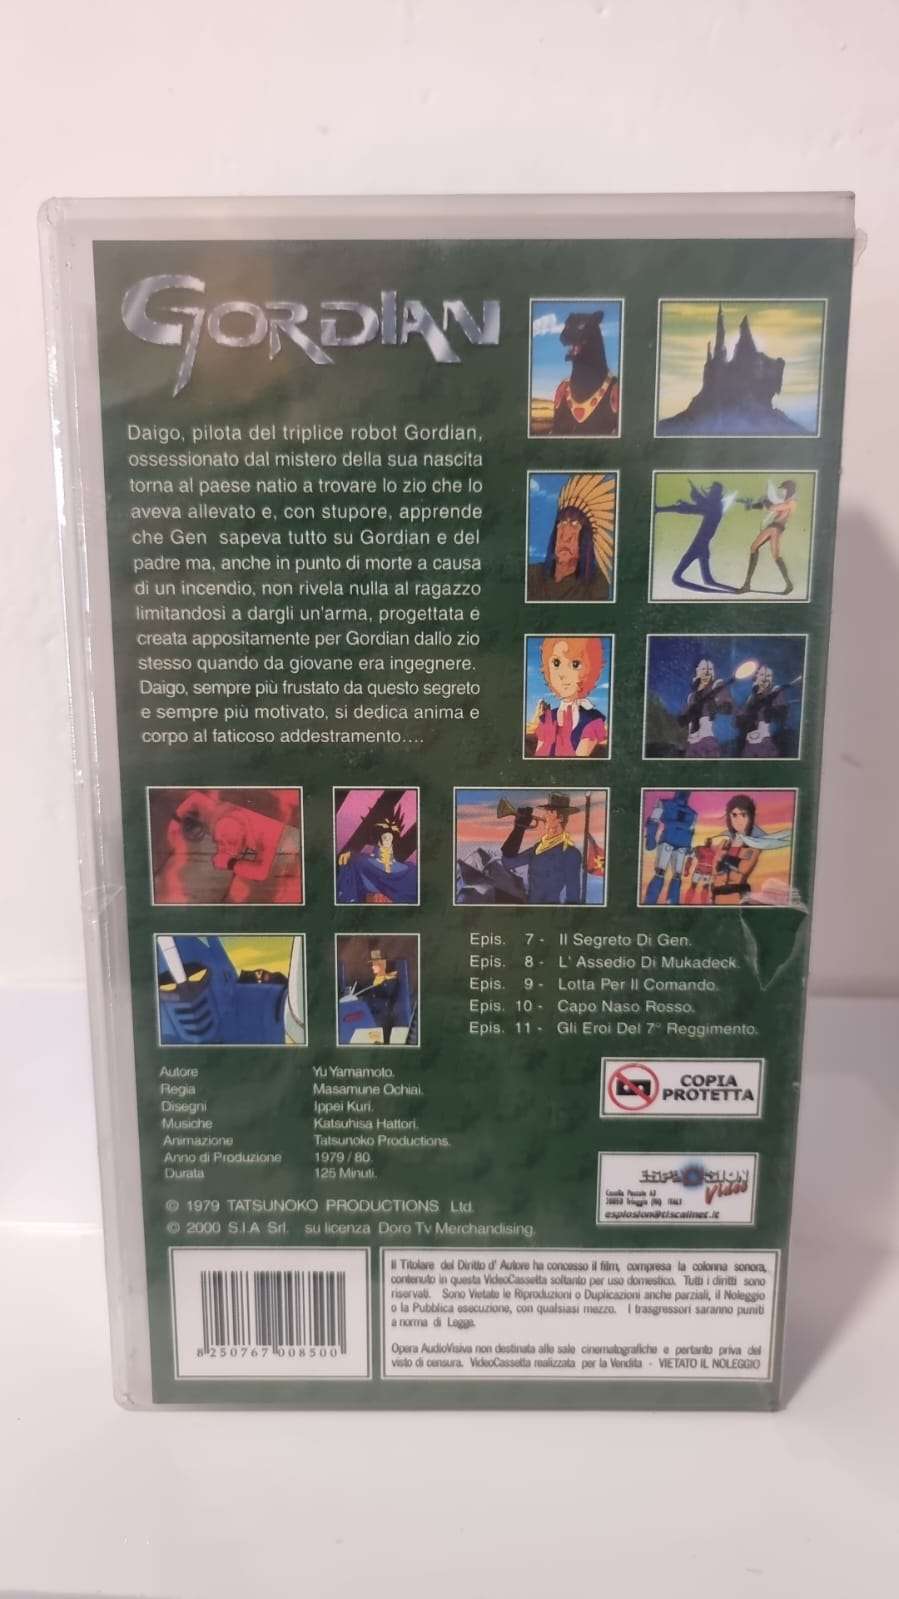 GORDIAN
Daigo, pilota del triplice robot Gordian,
ossessionato dal mistero della sua nascita
torna al paese natio a trovare lo zio che lo
aveva allevato e, con stupore, apprende
che Gen sapeva tutto su Gordian e del
padre ma, anche in punto di morte a causa
di un incendio, non rivela nulla al ragazzo
limitandosi a dargli un'arma, progettata e
creata appositamente per Gordian dallo zio
stesso quando da giovane era ingegnere.
Daigo, sempre più frustato da questo segreto
e sempre più motivato, si dedica anima e
corpo al faticoso addestramento....
Epis. 7 - Il Segreto Di Gen.
Epis. 8 - L' Assedio Di Mukadeck.
Epis. 9 - Lotta Per Il Comando.
Epis. 10 - Capo Naso Rosso.
Epis. 11 - Gli Eroi Del 7° Reggimento.
Autore Yu Yamamoto.
Regia Masamune Ochiai.
Disegni Ippei Kuri.
Musiche Katsuhisa Hattori.
Animazione Tatsunoko Productions.
Anno di Produzione 1979 / 80.
Durata 125 Minuti.
COPIA
PROTETTA
EXPLOSION
Video
Casella Postale 63
20050 Triuggio (MI) ITALY
explosion@tiscalinet.it
© 1979 TATSUNOKO PRODUCTIONS Ltd.
© 2000 S.I.A Srl. su licenza Doro Tv Merchandising.
8 250767 008500
Il Titolare del Diritto d' Autore ha concesso il film, compresa la colonna sonora,
contenuto in questa VideoCassetta soltanto per uso domestico. Tutti i diritti sono
riservati. Sono Vietate le Riproduzioni o Duplicazioni anche parziali, il Noleggio
o la Pubblica esecuzione, con qualsiasi mezzo. I trasgressori saranno puniti
a norma di Legge.
Opera AudioVisiva non destinata alle sale cinematografiche e pertanto priva del
visto di censura. VideoCassetta realizzata per la Vendita - VIETATO IL NOLEGGIO